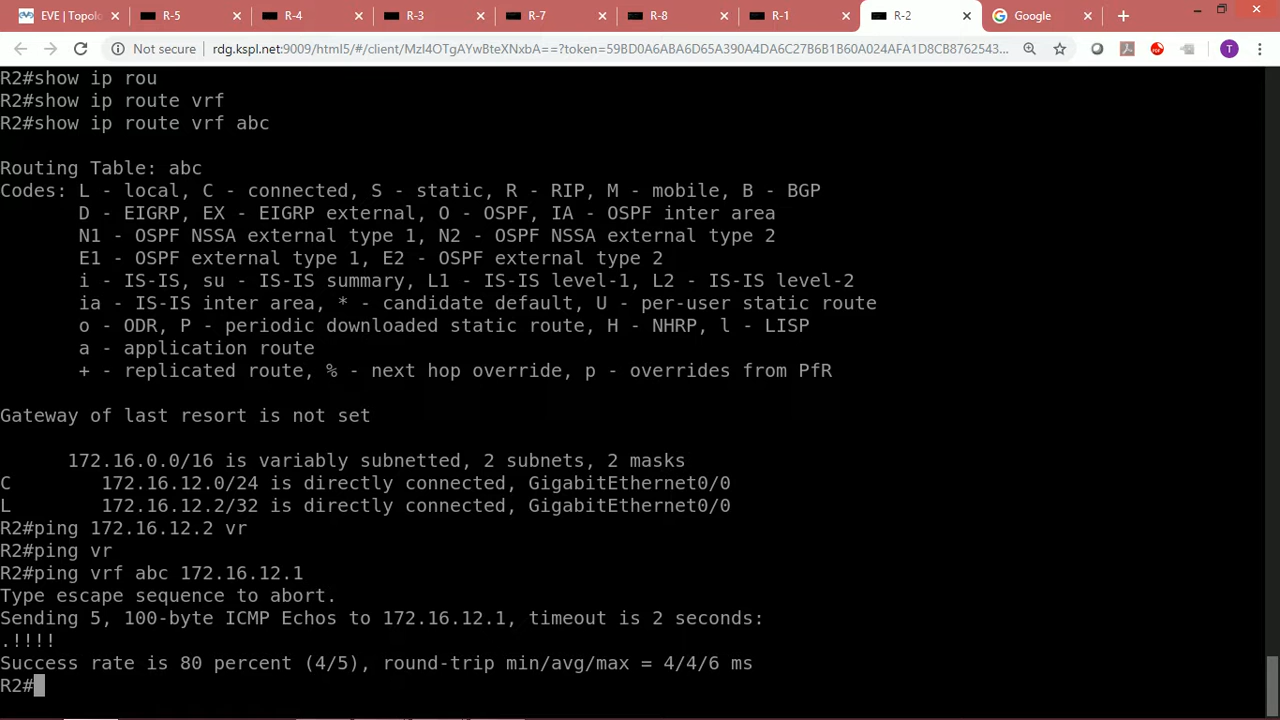 EVE | Topolo
R-5
R-4
R-3
R-7
R-8
R-1
R-2
Google
Not secure
rdg.kspl.net:9009/html5/#/client/MzI4OTgAYwBteXNxbA==?token=59BD0A6ABA6D65A390A4DA6C27B6B1B60A024AFA1D8CB8762543...
T
R2#show ip rou
R2#show ip route vrf
R2#show ip route vrf abc
Routing Table: abc
Codes: L - local, C - connected, S - static, R - RIP, M - mobile, B - BGP
D - EIGRP, EX - EIGRP external, O - OSPF, IA - OSPF inter area
N1 - OSPF NSSA external type 1, N2 - OSPF NSSA external type 2
E1 - OSPF external type 1, E2 - OSPF external type 2
i - IS-IS, su - IS-IS summary, L1 - IS-IS level-1, L2 - IS-IS level-2
ia - IS-IS inter area, * - candidate default, U - per-user static route
o - ODR, P - periodic downloaded static route, H - NHRP, l - LISP
a - application route
+ - replicated route, % - next hop override, p - overrides from PfR
Gateway of last resort is not set
172.16.0.0/16 is variably subnetted, 2 subnets, 2 masks
C 172.16.12.0/24 is directly connected, GigabitEthernet0/0
L 172.16.12.2/32 is directly connected, GigabitEthernet0/0
R2#ping 172.16.12.2 vr
R2#ping vr
R2#ping vrf abc 172.16.12.1
Type escape sequence to abort.
Sending 5, 100-byte ICMP Echos to 172.16.12.1, timeout is 2 seconds:
.!!!!
Success rate is 80 percent (4/5), round-trip min/avg/max = 4/4/6 ms
R2#